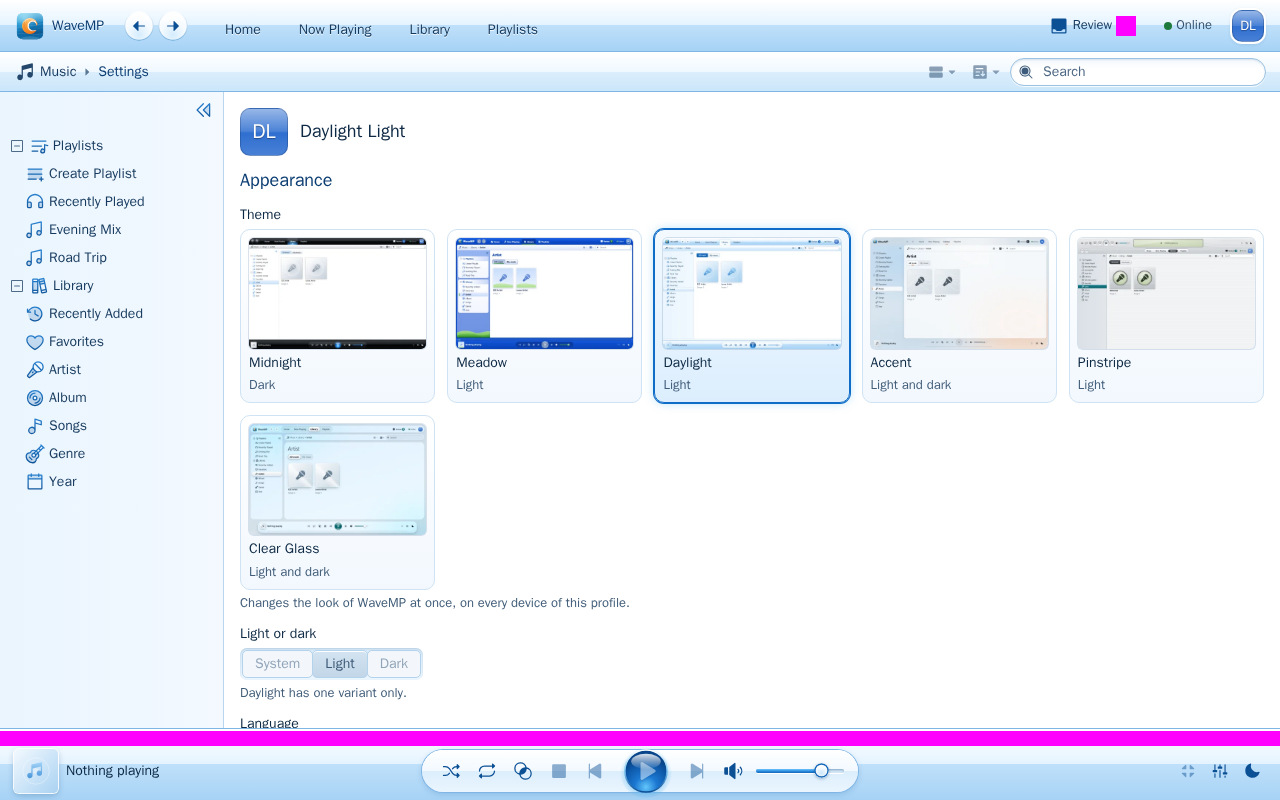 WaveMP
Home
Now Playing
Library
Playlists
Review
Online
DL
Music
Settings
Search
Playlists
Create Playlist
Recently Played
Evening Mix
Road Trip
Library
Recently Added
Favorites
Artist
Album
Songs
Genre
Year
DL
Daylight Light
Appearance
Theme
Midnight
Dark
Meadow
Light
Daylight
Light
Accent
Light and dark
Pinstripe
Light
Clear Glass
Light and dark
Changes the look of WaveMP at once, on every device of this profile.
Light or dark
System
Light
Dark
Daylight has one variant only.
Language
Nothing playing